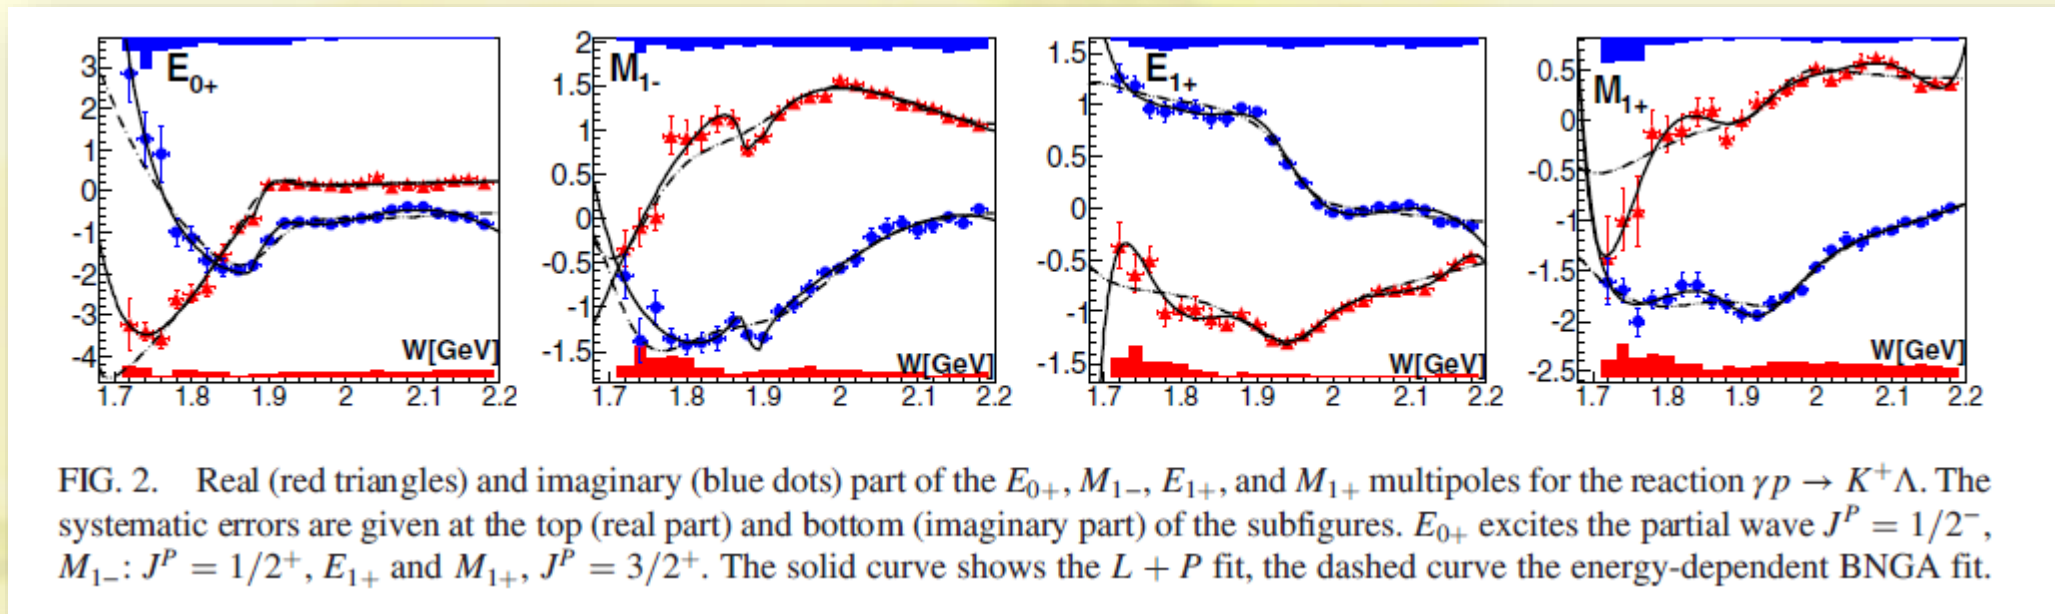 E0+
3
2
1
0
-1
-2
-3
-4
W[GeV]
1.7 1.8 1.9 2 2.1 2.2
M1-
2
1.5
1
0.5
0
-0.5
-1
-1.5
W[GeV]
1.7 1.8 1.9 2 2.1 2.2
E1+
1.5
1
0.5
0
-0.5
-1
-1.5
W[GeV]
1.7 1.8 1.9 2 2.1 2.2
M1+
0.5
0
-0.5
-1
-1.5
-2
-2.5
W[GeV]
1.7 1.8 1.9 2 2.1 2.2
FIG. 2. Real (red triangles) and imaginary (blue dots) part of the E0+, M1−, E1+, and M1+ multipoles for the reaction γp → K+Λ. The
systematic errors are given at the top (real part) and bottom (imaginary part) of the subfigures. E0+ excites the partial wave J^P = 1/2−,
M1−: J^P = 1/2+, E1+ and M1+, J^P = 3/2+. The solid curve shows the L + P fit, the dashed curve the energy-dependent BNGA fit.